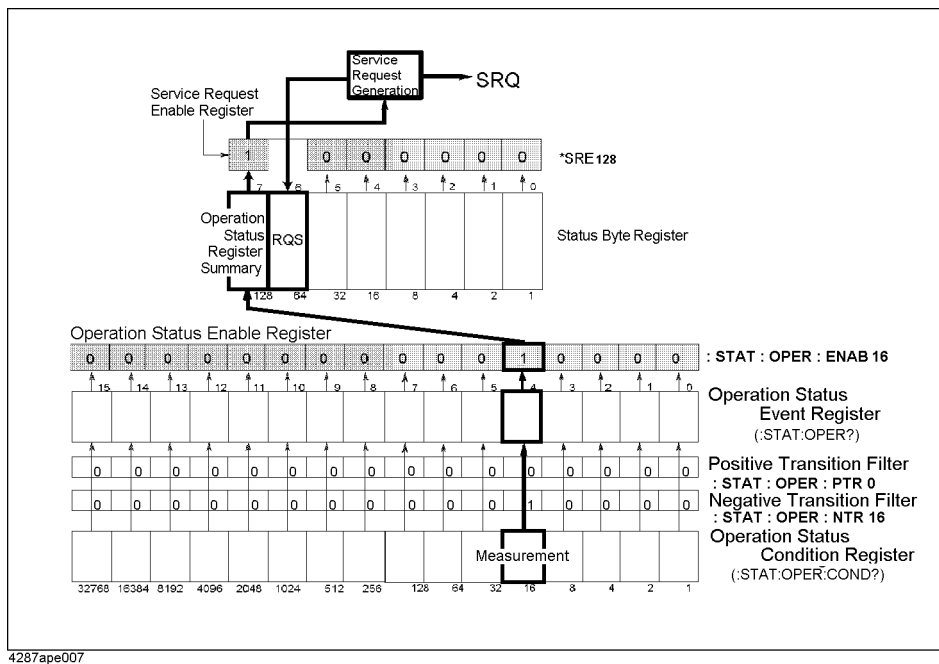 Service
Request
Generation
SRQ
Service Request
Enable Register
1 0 0 0 0 0 0
*SRE128
7 6 5 4 3 2 1 0
Operation
Status
Register
Summary
RQS
Status Byte Register
128 64 32 16 8 4 2 1
Operation Status Enable Register
0 0 0 0 0 0 0 0 0 0 0 1 0 0 0 0
: STAT : OPER : ENAB 16
15 14 13 12 11 10 9 8 7 6 5 4 3 2 1 0
Operation Status
Event Register
(:STAT:OPER?)
0 0 0 0 0 0 0 0 0 0 0 0 0 0 0 0
Positive Transition Filter
: STAT : OPER : PTR 0
0 0 0 0 0 0 0 0 0 0 0 1 0 0 0 0
Negative Transition Filter
: STAT : OPER : NTR 16
Measurement
Operation Status
Condition Register
(:STAT:OPER:COND?)
32768 16384 8192 4096 2048 1024 512 256 128 64 32 16 8 4 2 1
4287ape007